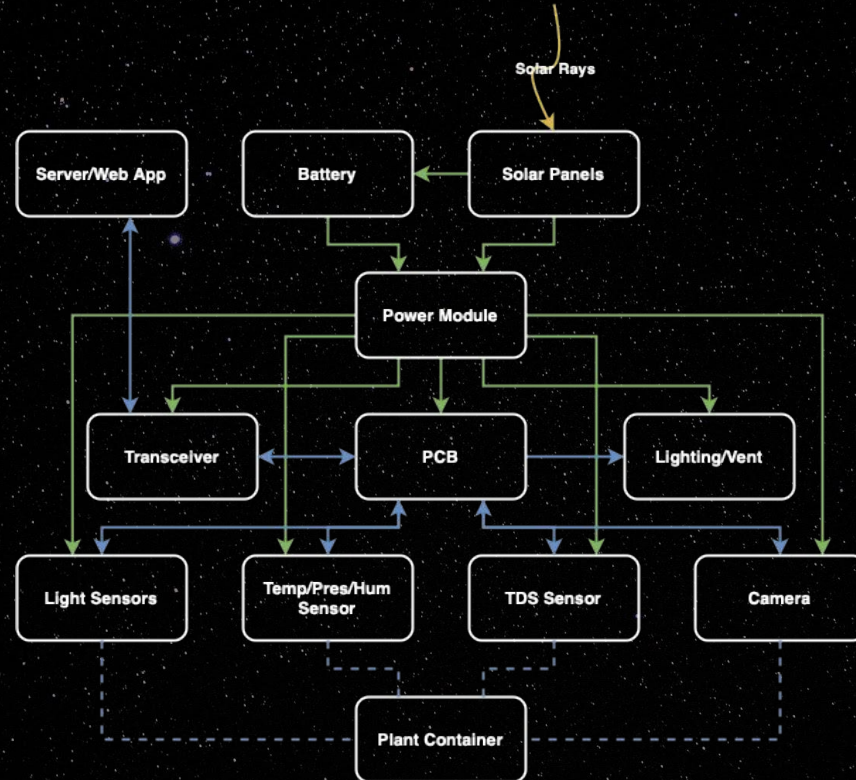 Solar Rays
Server/Web App
Battery
Solar Panels
Power Module
Transceiver
PCB
Lighting/Vent
Light Sensors
Temp/Pres/Hum
Sensor
TDS Sensor
Camera
Plant Container